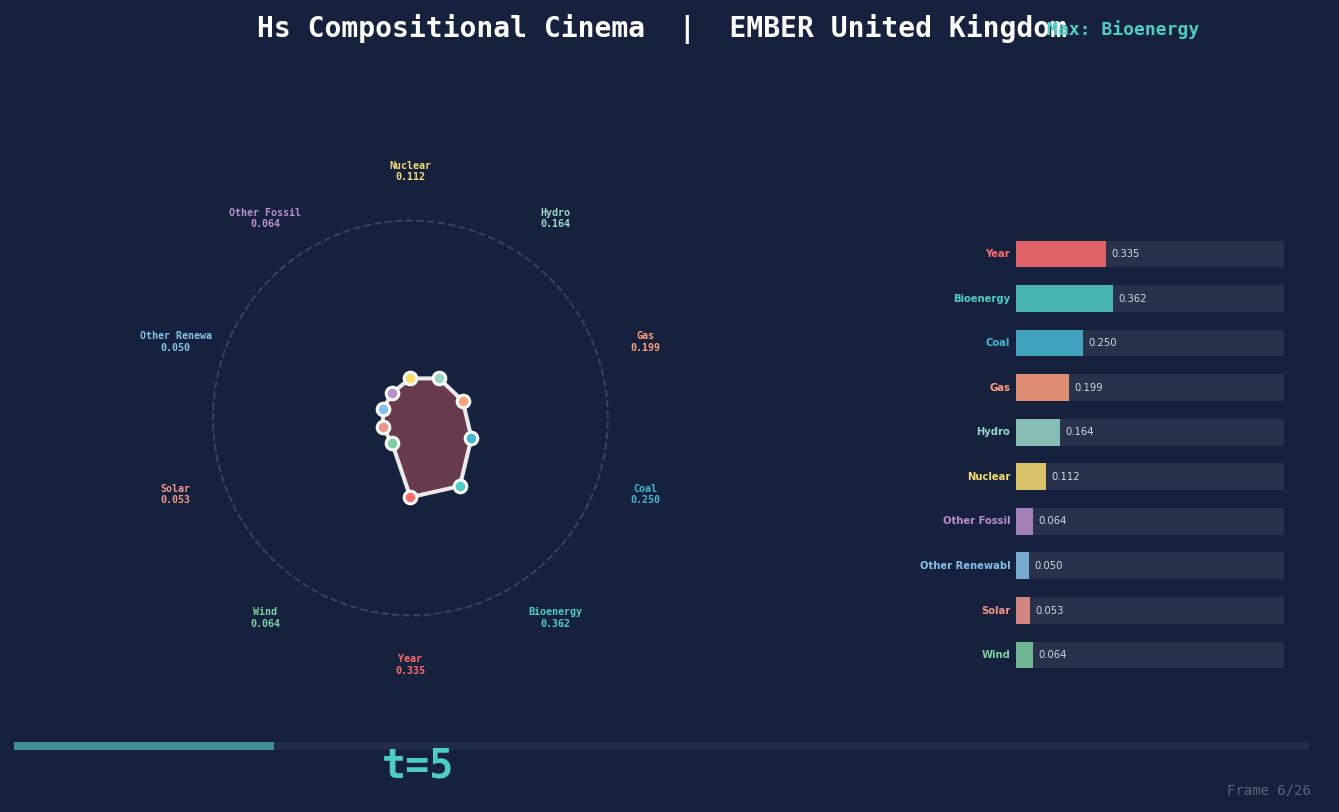 Hs Compositional Cinema | EMBER United Kingdom
Max: Bioenergy
Nuclear
0.112
Other Fossil
0.064
Hydro
0.164
Other Renewa
0.050
Gas
0.199
Solar
0.053
Coal
0.250
Wind
0.064
Bioenergy
0.362
Year
0.335
Year 0.335
Bioenergy 0.362
Coal 0.250
Gas 0.199
Hydro 0.164
Nuclear 0.112
Other Fossil 0.064
Other Renewabl 0.050
Solar 0.053
Wind 0.064
t=5
Frame 6/26